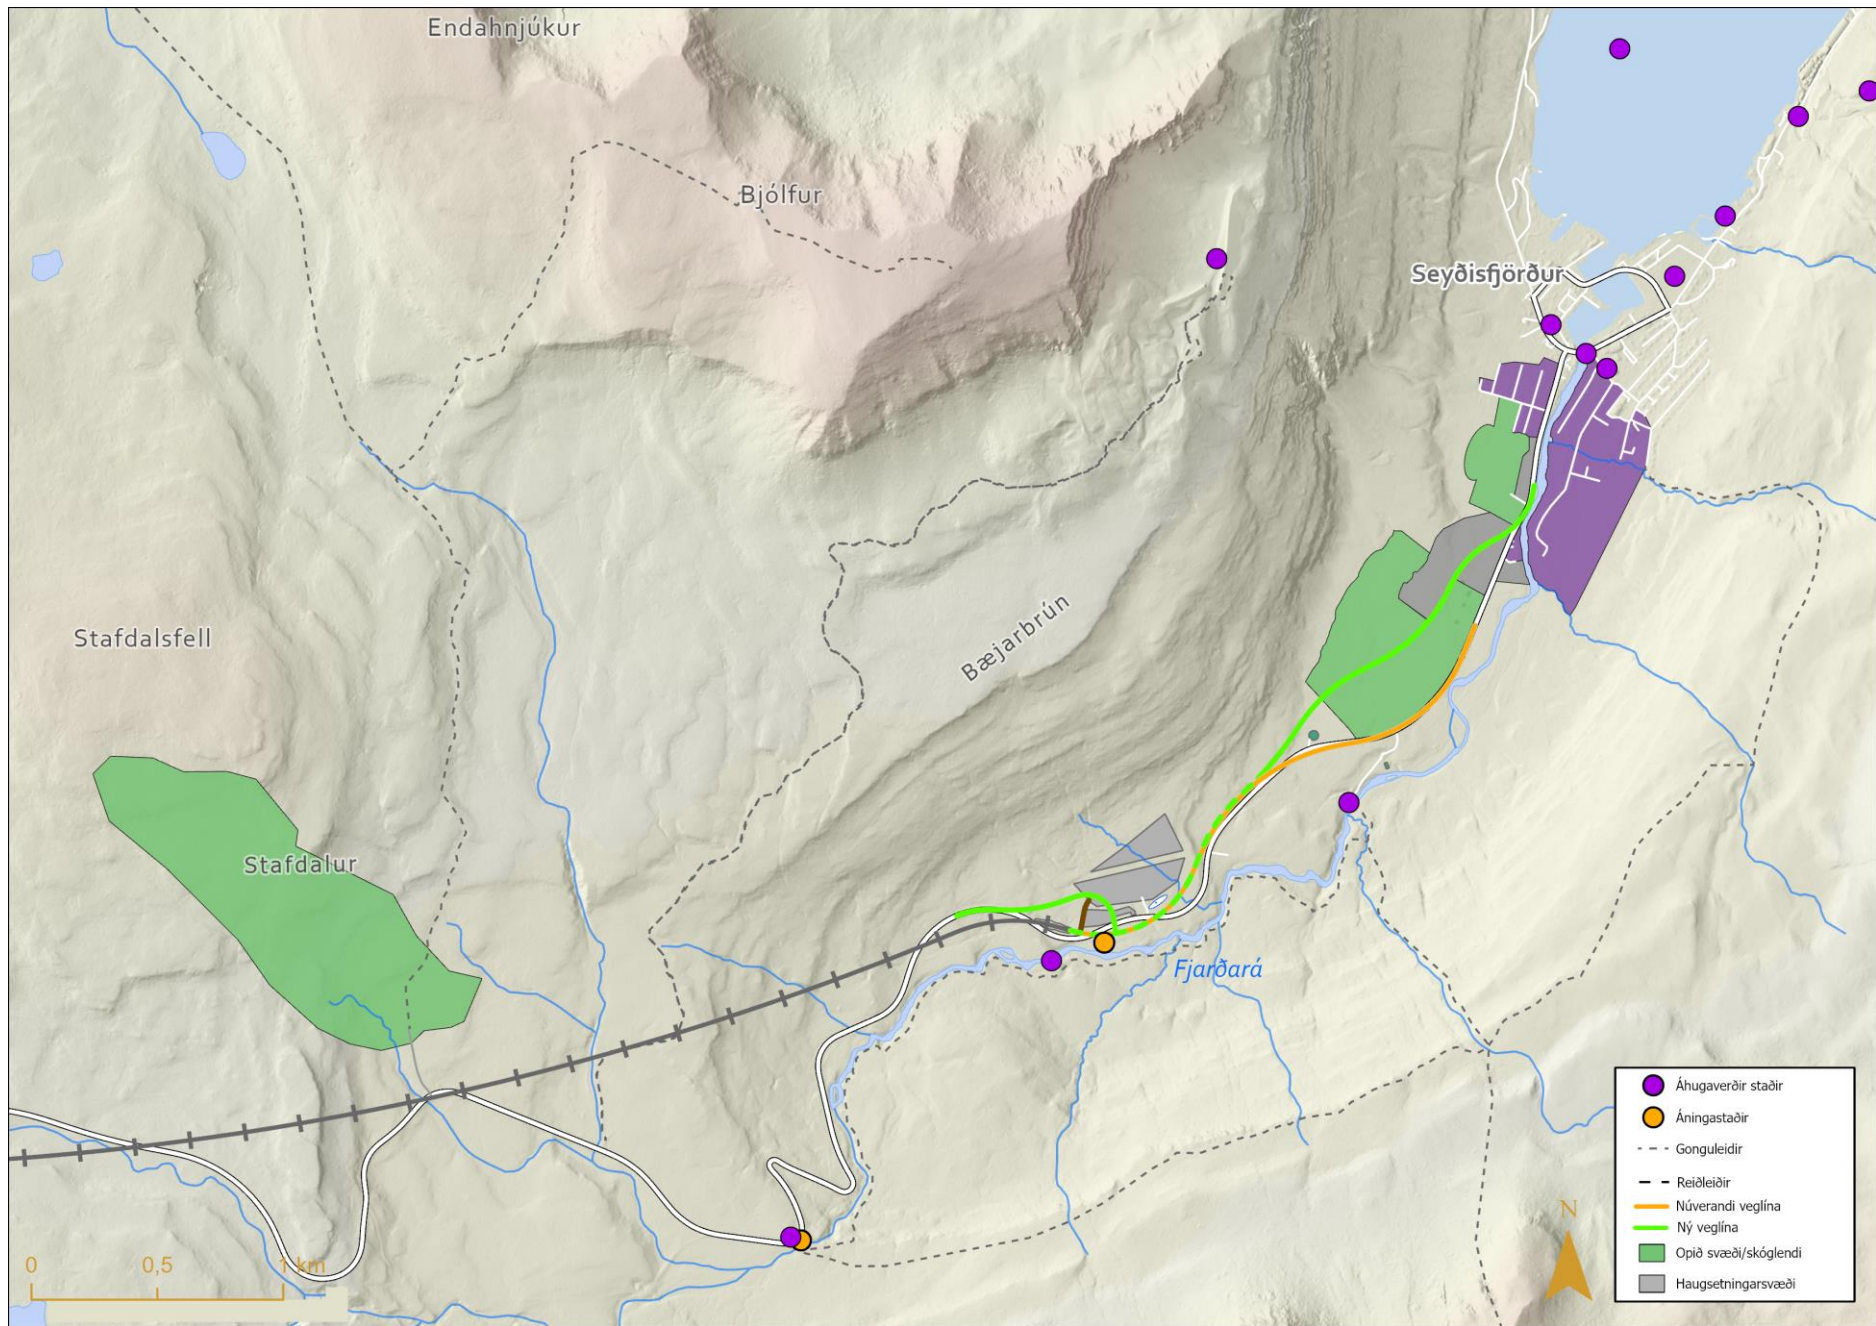 Endahnjúkur
Bjólfur
Seyðisfjörður
Bæjarbrún
Stafdalsfell
Stafdalur
Fjarðará
Áhugaverðir staðir
Áningastaðir
Gonguleidir
Reiðleiðir
Núverandi veglína
Ný veglína
Opið svæði/skóglendi
Haugsetningarsvæði
N
0 0,5 1 km